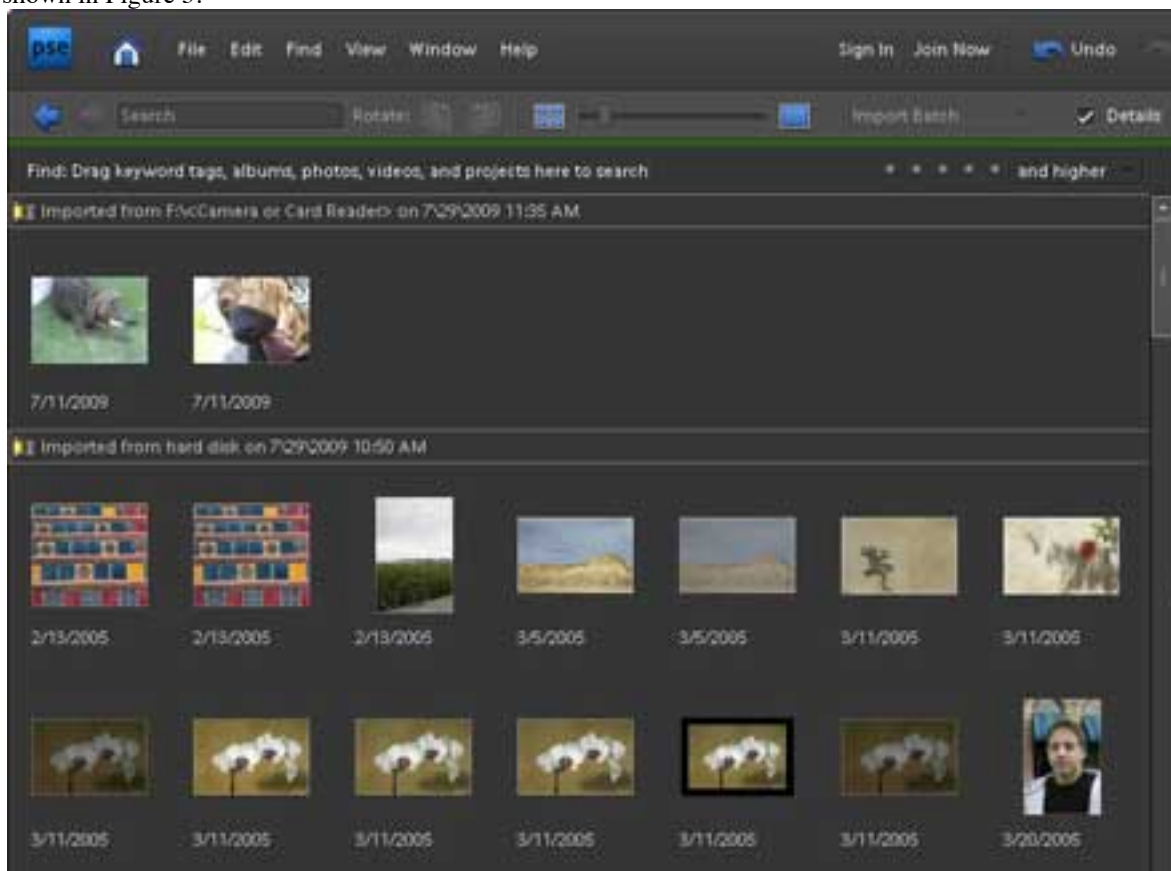 shown in Figure 5.
pse File Edit Find View Window Help Sign In Join Now Undo
Search Rotate: Import Batch Details
Find: Drag keyword tags, albums, photos, videos, and projects here to search and higher
Imported from F:\<Camera or Card Reader> on 7\29\2009 11:35 AM
7/11/2009 7/11/2009
Imported from hard disk on 7\29\2009 10:50 AM
2/13/2005 2/13/2005 2/13/2005 3/5/2005 3/5/2005 3/11/2005 3/11/2005
3/11/2005 3/11/2005 3/11/2005 3/11/2005 3/11/2005 3/11/2005 3/20/2005